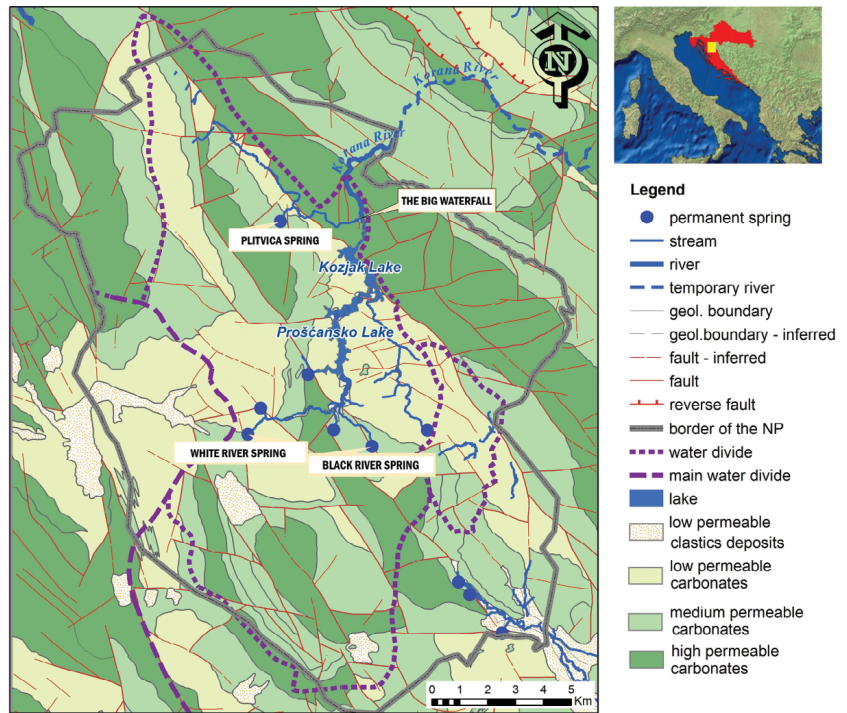 N
Korana River
Korana River
THE BIG WATERFALL
PLITVICA SPRING
Kozjak Lake
Prošćansko Lake
WHITE RIVER SPRING
BLACK RIVER SPRING
0 1 2 3 4 5
Km
Legend
permanent spring
stream
river
temporary river
geol. boundary
geol.boundary - inferred
fault - inferred
fault
reverse fault
border of the NP
water divide
main water divide
lake
low permeable
clastics deposits
low permeable
carbonates
medium permeable
carbonates
high permeable
carbonates